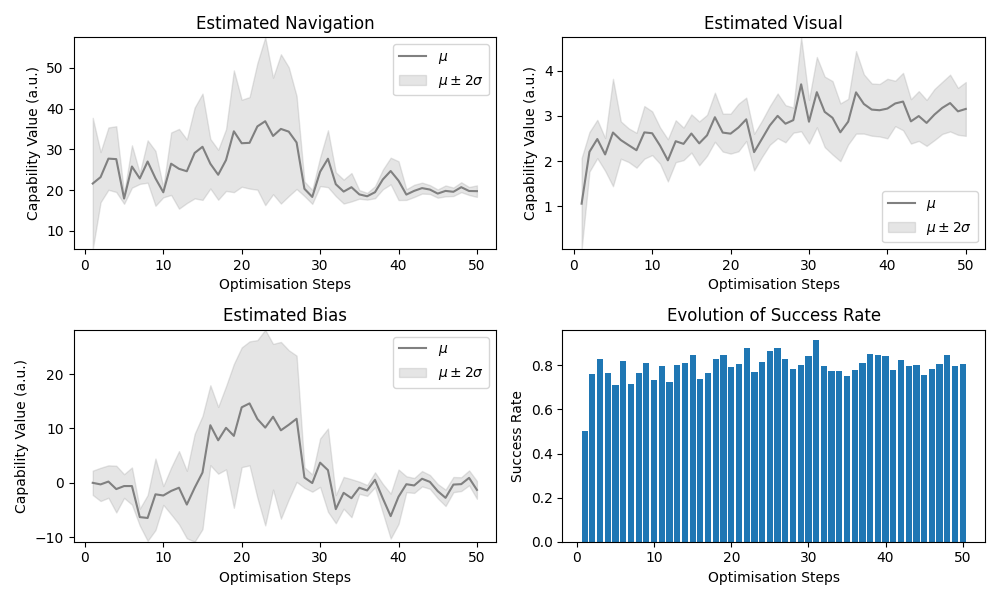 Estimated Navigation
Capability Value (a.u.)
50
40
30
20
10
μ
μ ± 2σ
0 10 20 30 40 50
Optimisation Steps
Estimated Visual
Capability Value (a.u.)
4
3
2
1
μ
μ ± 2σ
0 10 20 30 40 50
Optimisation Steps
Estimated Bias
Capability Value (a.u.)
20
10
0
−10
μ
μ ± 2σ
0 10 20 30 40 50
Optimisation Steps
Evolution of Success Rate
Success Rate
0.8
0.6
0.4
0.2
0.0
0 10 20 30 40 50
Optimisation Steps